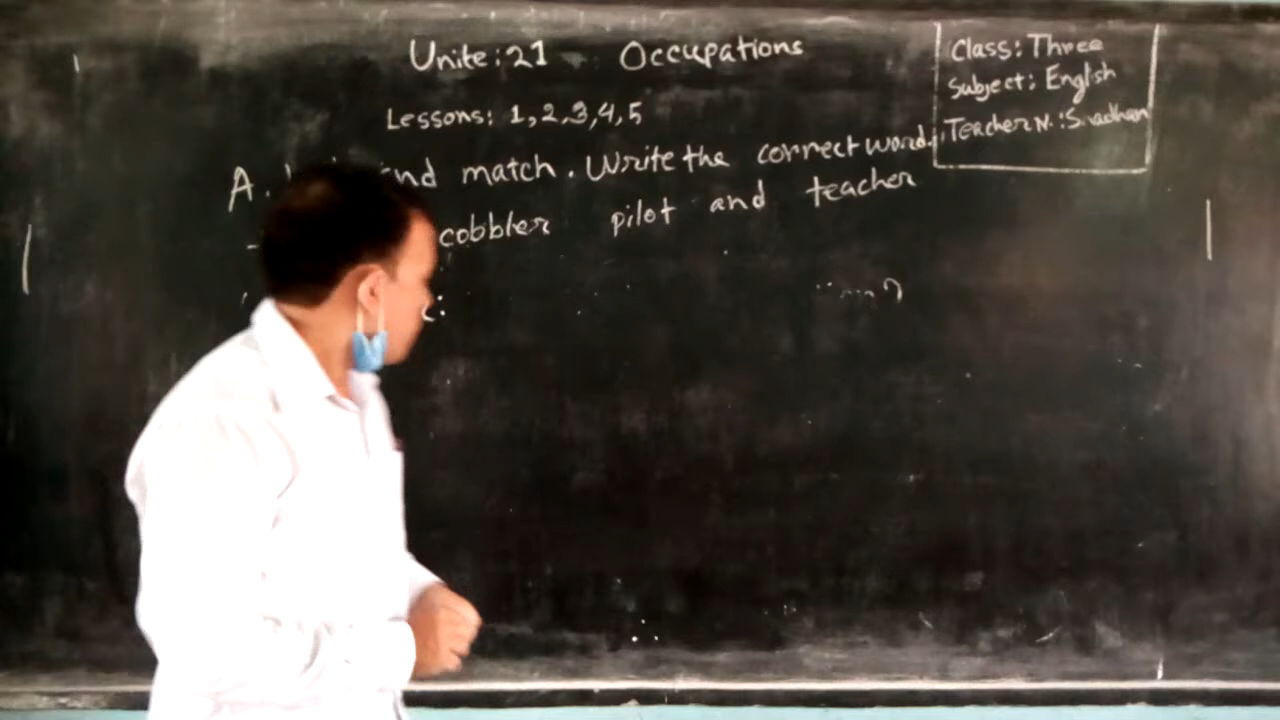 Unite: 21 Occupations
Lessons: 1, 2, 3, 4, 5
A. and match. Write the correct word.
cobbler pilot and teacher
Class: Three
Subject: English
Teacher N.: